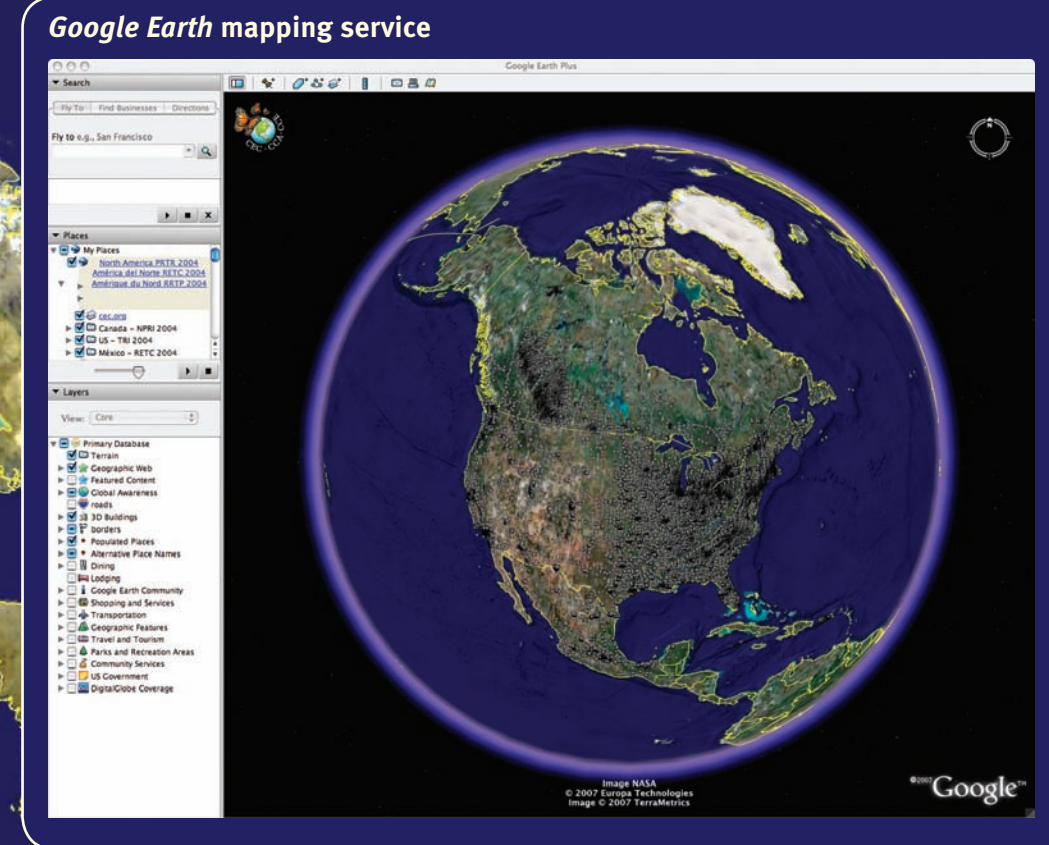 Google Earth mapping service
Google Earth Plus
Search
Fly To Find Businesses Directions
Fly to e.g., San Francisco
Places
My Places
North America PRTR 2004
América del Norte RETC 2004
Amérique du Nord RRTP 2004
cec.org
Canada - NPRI 2004
US - TRI 2004
México - RETC 2004
Layers
View: Core
Primary Database
Terrain
Geographic Web
Featured Content
Global Awareness
roads
3D Buildings
borders
Populated Places
Alternative Place Names
Dining
Lodging
Google Earth Community
Shopping and Services
Transportation
Geographic Features
Travel and Tourism
Parks and Recreation Areas
Community Services
US Government
DigitalGlobe Coverage
CEC·CCA·CCE
N
Image NASA
© 2007 Europa Technologies
Image © 2007 TerraMetrics
©2007 Google™